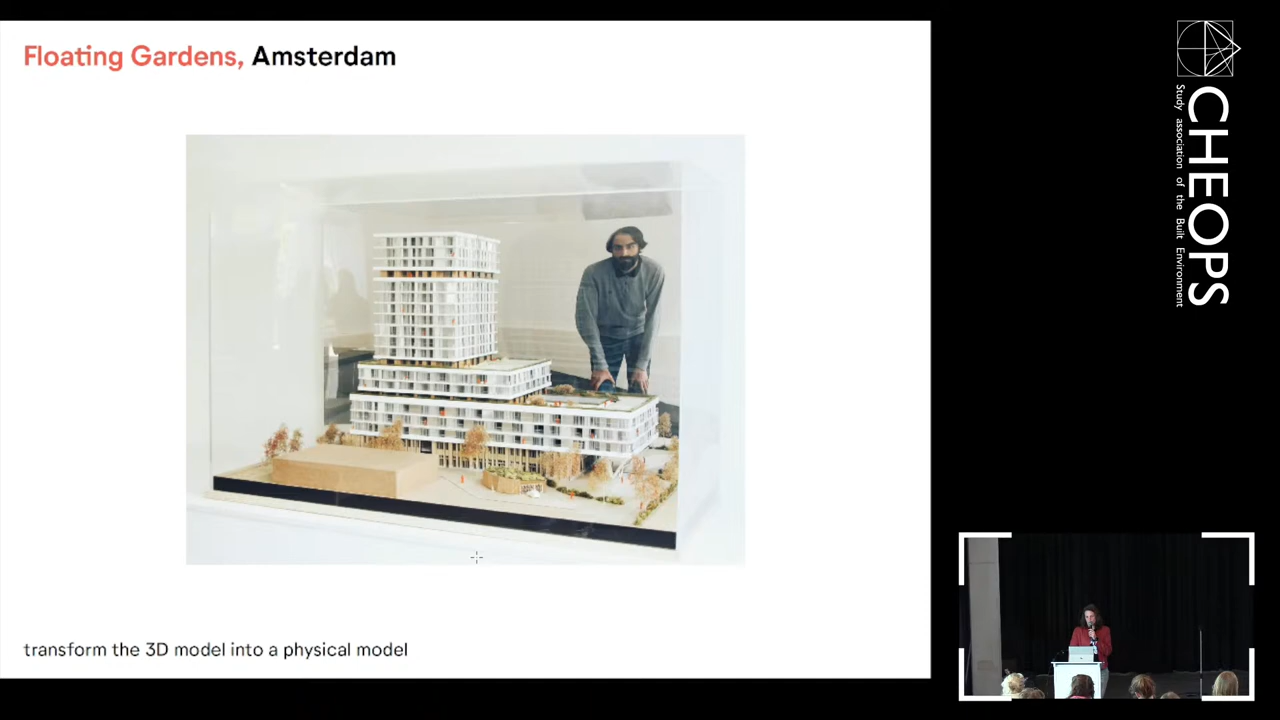 Floating Gardens, Amsterdam
transform the 3D model into a physical model
CHEOPS
Study association of the Built Environment